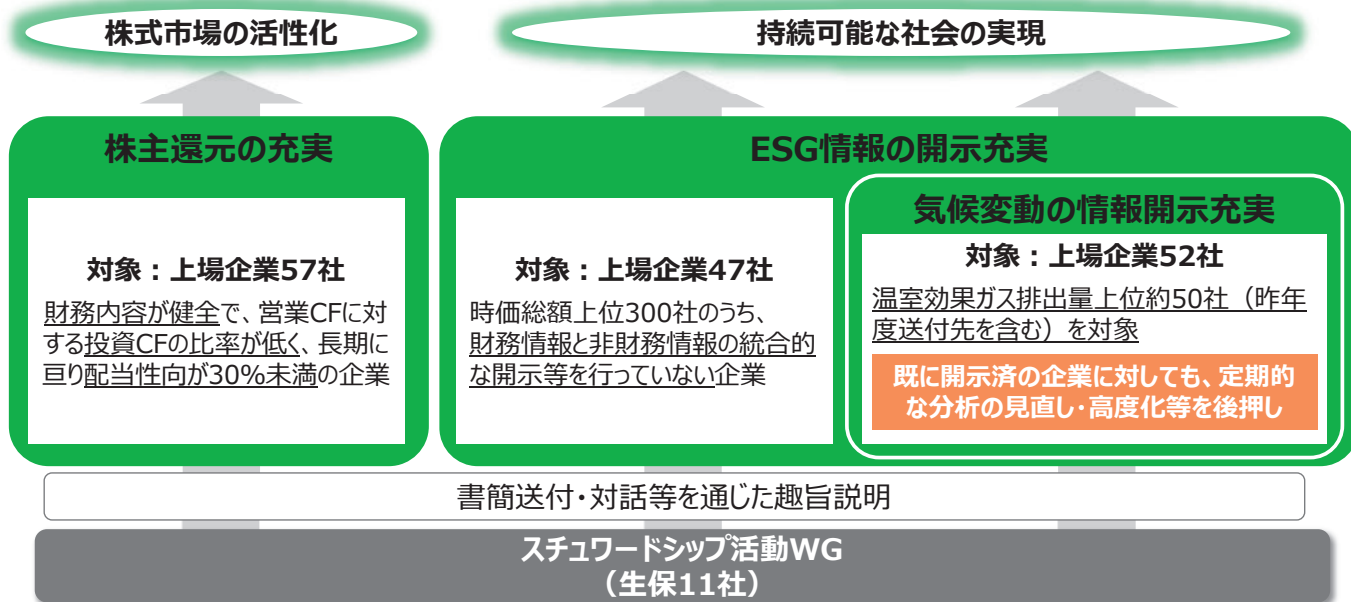 株式市場の活性化
持続可能な社会の実現
株主還元の充実
対象：上場企業57社
財務内容が健全で、営業CFに対
する投資CFの比率が低く、長期に
亘り配当性向が30%未満の企業
ESG情報の開示充実
対象：上場企業47社
時価総額上位300社のうち、
財務情報と非財務情報の統合的
な開示等を行っていない企業
気候変動の情報開示充実
対象：上場企業52社
温室効果ガス排出量上位約50社（昨年
度送付先を含む）を対象
既に開示済の企業に対しても、定期的
な分析の見直し･高度化等を後押し
書簡送付･対話等を通じた趣旨説明
スチュワードシップ活動WG
（生保11社）